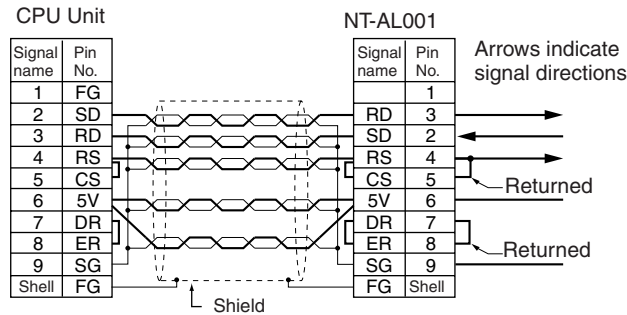 CPU Unit
NT-AL001
Signal name Pin No.
Signal name Pin No.
Arrows indicate
signal directions
1 FG 1
2 SD RD 3
3 RD SD 2
4 RS RS 4
5 CS CS 5
Returned
6 5V 5V 6
7 DR DR 7
8 ER ER 8
Returned
9 SG SG 9
Shell FG FG Shell
Shield